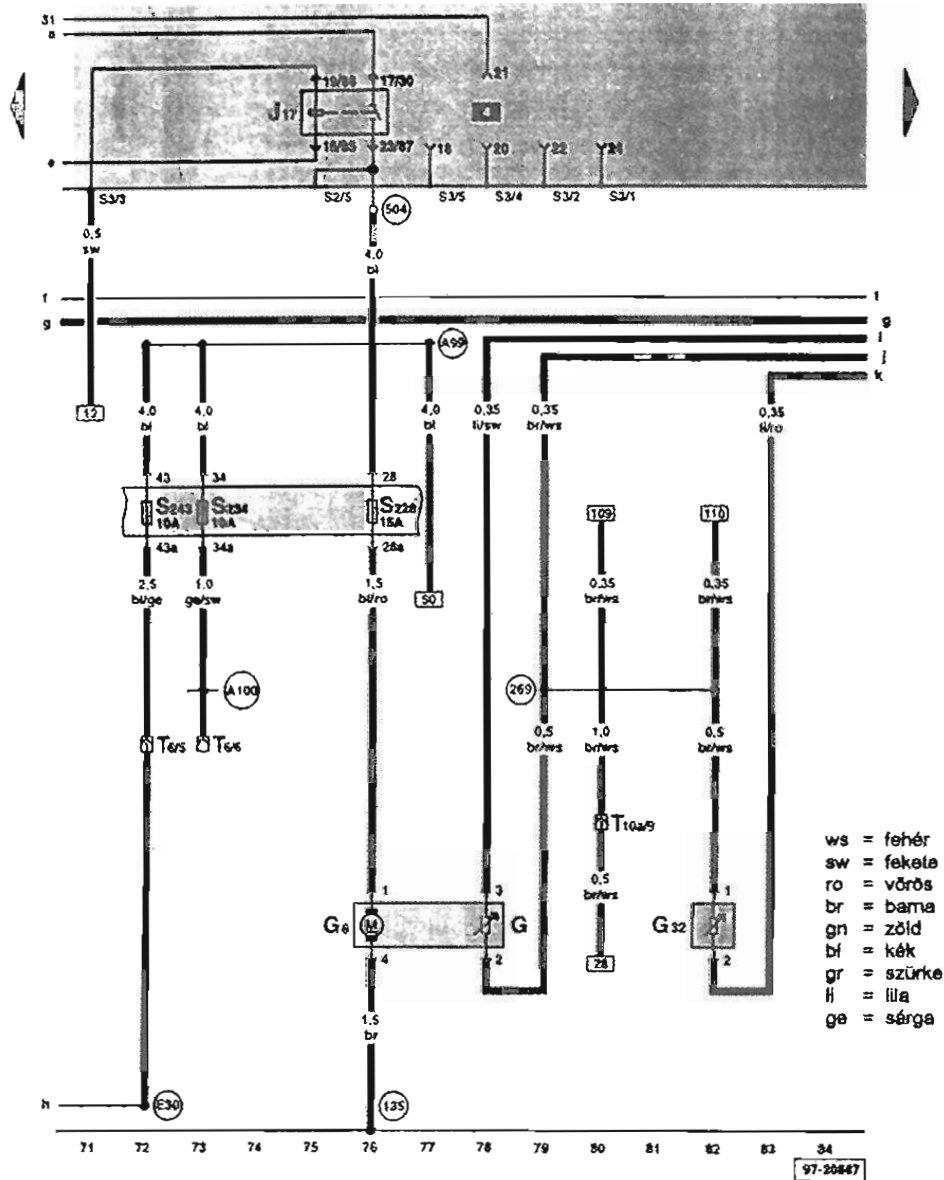 31
a
19/86
17/30
21
J17
4
16/85
23/87
18
20
22
24
e
S3/3
S2/5
S3/5
S3/4
S3/2
S3/1
504
0,5
sw
4,0
bl
f
g
g
A99
i
j
k
12
4,0
bl
4,0
bl
4,0
bl
0,35
li/sw
0,35
br/ws
0,35
li/ro
43
34
28
S243
10A
S234
10A
S228
15A
109
110
43a
34a
28a
2,5
bl/ge
1,0
ge/sw
1,5
bl/ro
50
0,35
br/ws
0,35
br/ws
A100
269
T6/5
T6/6
0,5
br/ws
1,0
br/ws
0,5
br/ws
T10a/9
ws = fehér
sw = fekete
ro = vörös
br = barna
gn = zöld
bl = kék
gr = szürke
li = lila
ge = sárga
0,5
br/ws
1
3
1
G6
M
G
G32
4
2
28
2
1,5
br
h
E30
135
71 72 73 74 75 76 77 78 79 80 81 82 83 84
97-20867